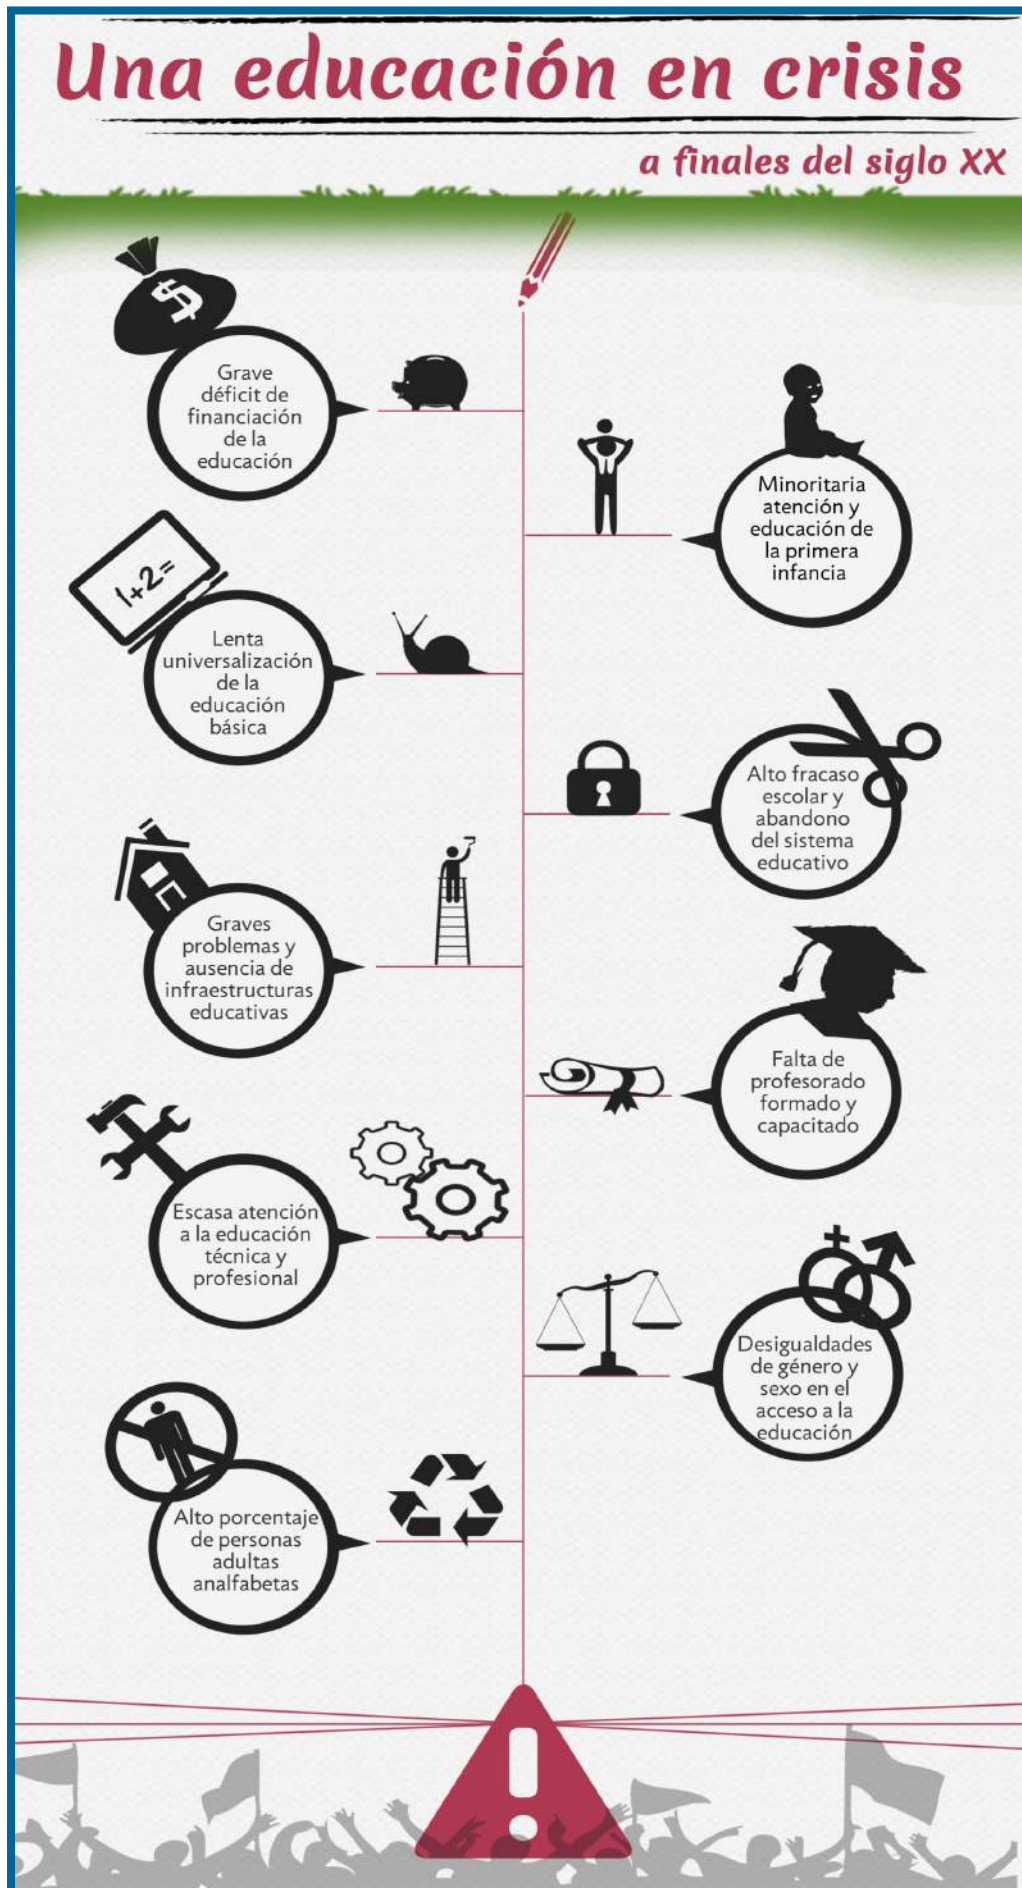 Una educación en crisis
a finales del siglo XX
$
Grave
déficit de
financiación
de la
educación
Minoritaria
atención y
educación de
la primera
infancia
1+2=
Lenta
universalización
de la
educación
básica
Alto fracaso
escolar y
abandono
del sistema
educativo
Graves
problemas y
ausencia de
infraestructuras
educativas
Falta de
profesorado
formado y
capacitado
Escasa atención
a la educación
técnica y
profesional
Desigualdades
de género y
sexo en el
acceso a la
educación
Alto porcentaje
de personas
adultas
analfabetas
!